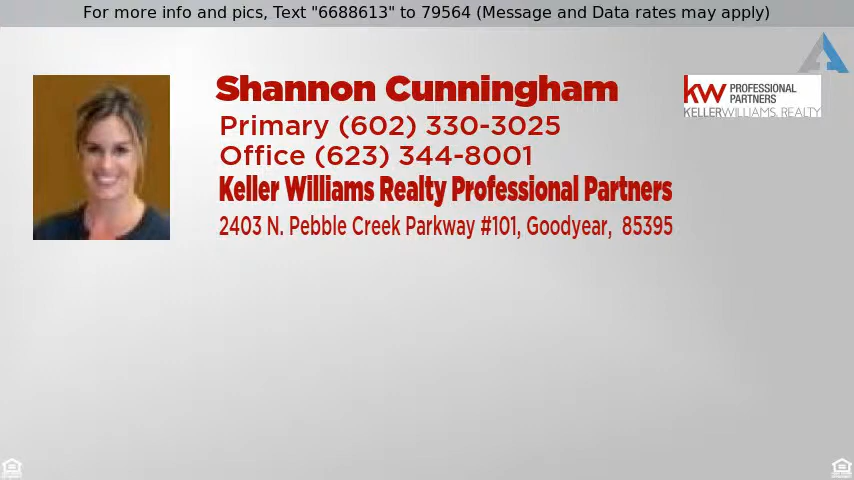 For more info and pics, Text "6688613" to 79564 (Message and Data rates may apply)
Shannon Cunningham
kw PROFESSIONAL
PARTNERS
KELLERWILLIAMS. REALTY
Primary (602) 330-3025
Office (623) 344-8001
Keller Williams Realty Professional Partners
2403 N. Pebble Creek Parkway #101, Goodyear, 85395